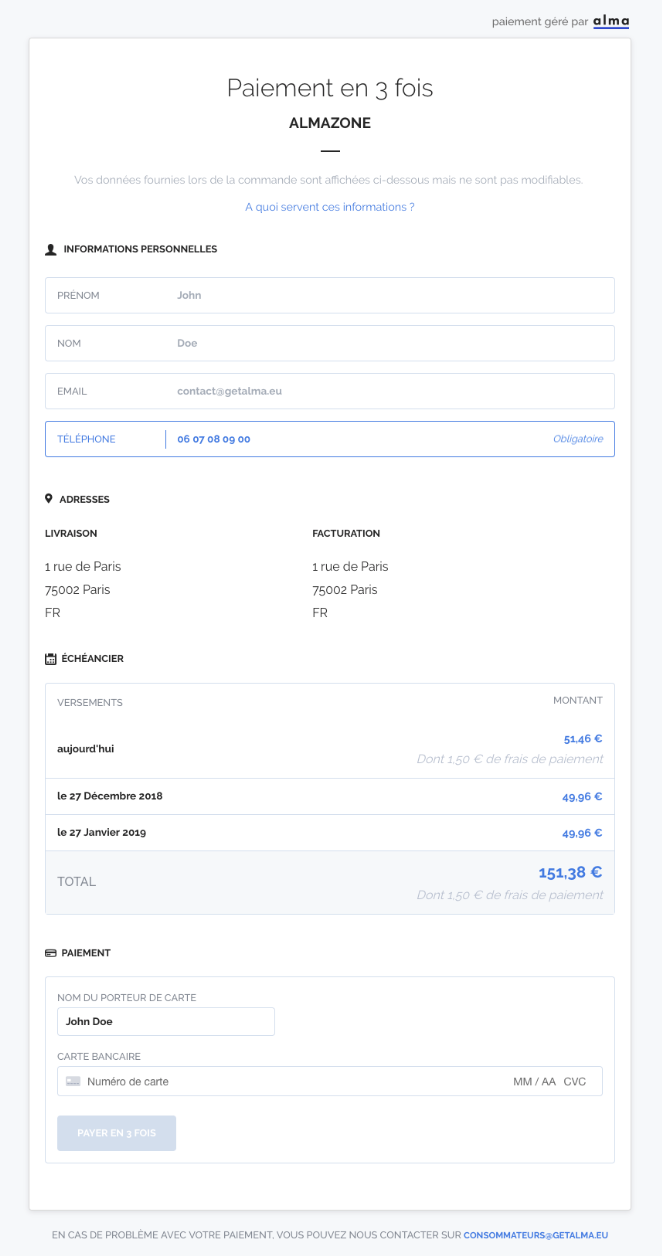 paiement géré par alma
Paiement en 3 fois
ALMAZONE
Vos données fournies lors de la commande sont affichées ci-dessous mais ne sont pas modifiables.
A quoi servent ces informations ?
INFORMATIONS PERSONNELLES
PRÉNOM John
NOM Doe
EMAIL contact@getalma.eu
TÉLÉPHONE 06 07 08 09 00 Obligatoire
ADRESSES
LIVRAISON FACTURATION
1 rue de Paris 1 rue de Paris
75002 Paris 75002 Paris
FR FR
ÉCHÉANCIER
VERSEMENTS MONTANT
aujourd'hui 51,46 €
Dont 1,50 € de frais de paiement
le 27 Décembre 2018 49,96 €
le 27 Janvier 2019 49,96 €
TOTAL 151,38 €
Dont 1,50 € de frais de paiement
PAIEMENT
NOM DU PORTEUR DE CARTE
John Doe
CARTE BANCAIRE
Numéro de carte MM / AA CVC
PAYER EN 3 FOIS
EN CAS DE PROBLÈME AVEC VOTRE PAIEMENT, VOUS POUVEZ NOUS CONTACTER SUR CONSOMMATEURS@GETALMA.EU